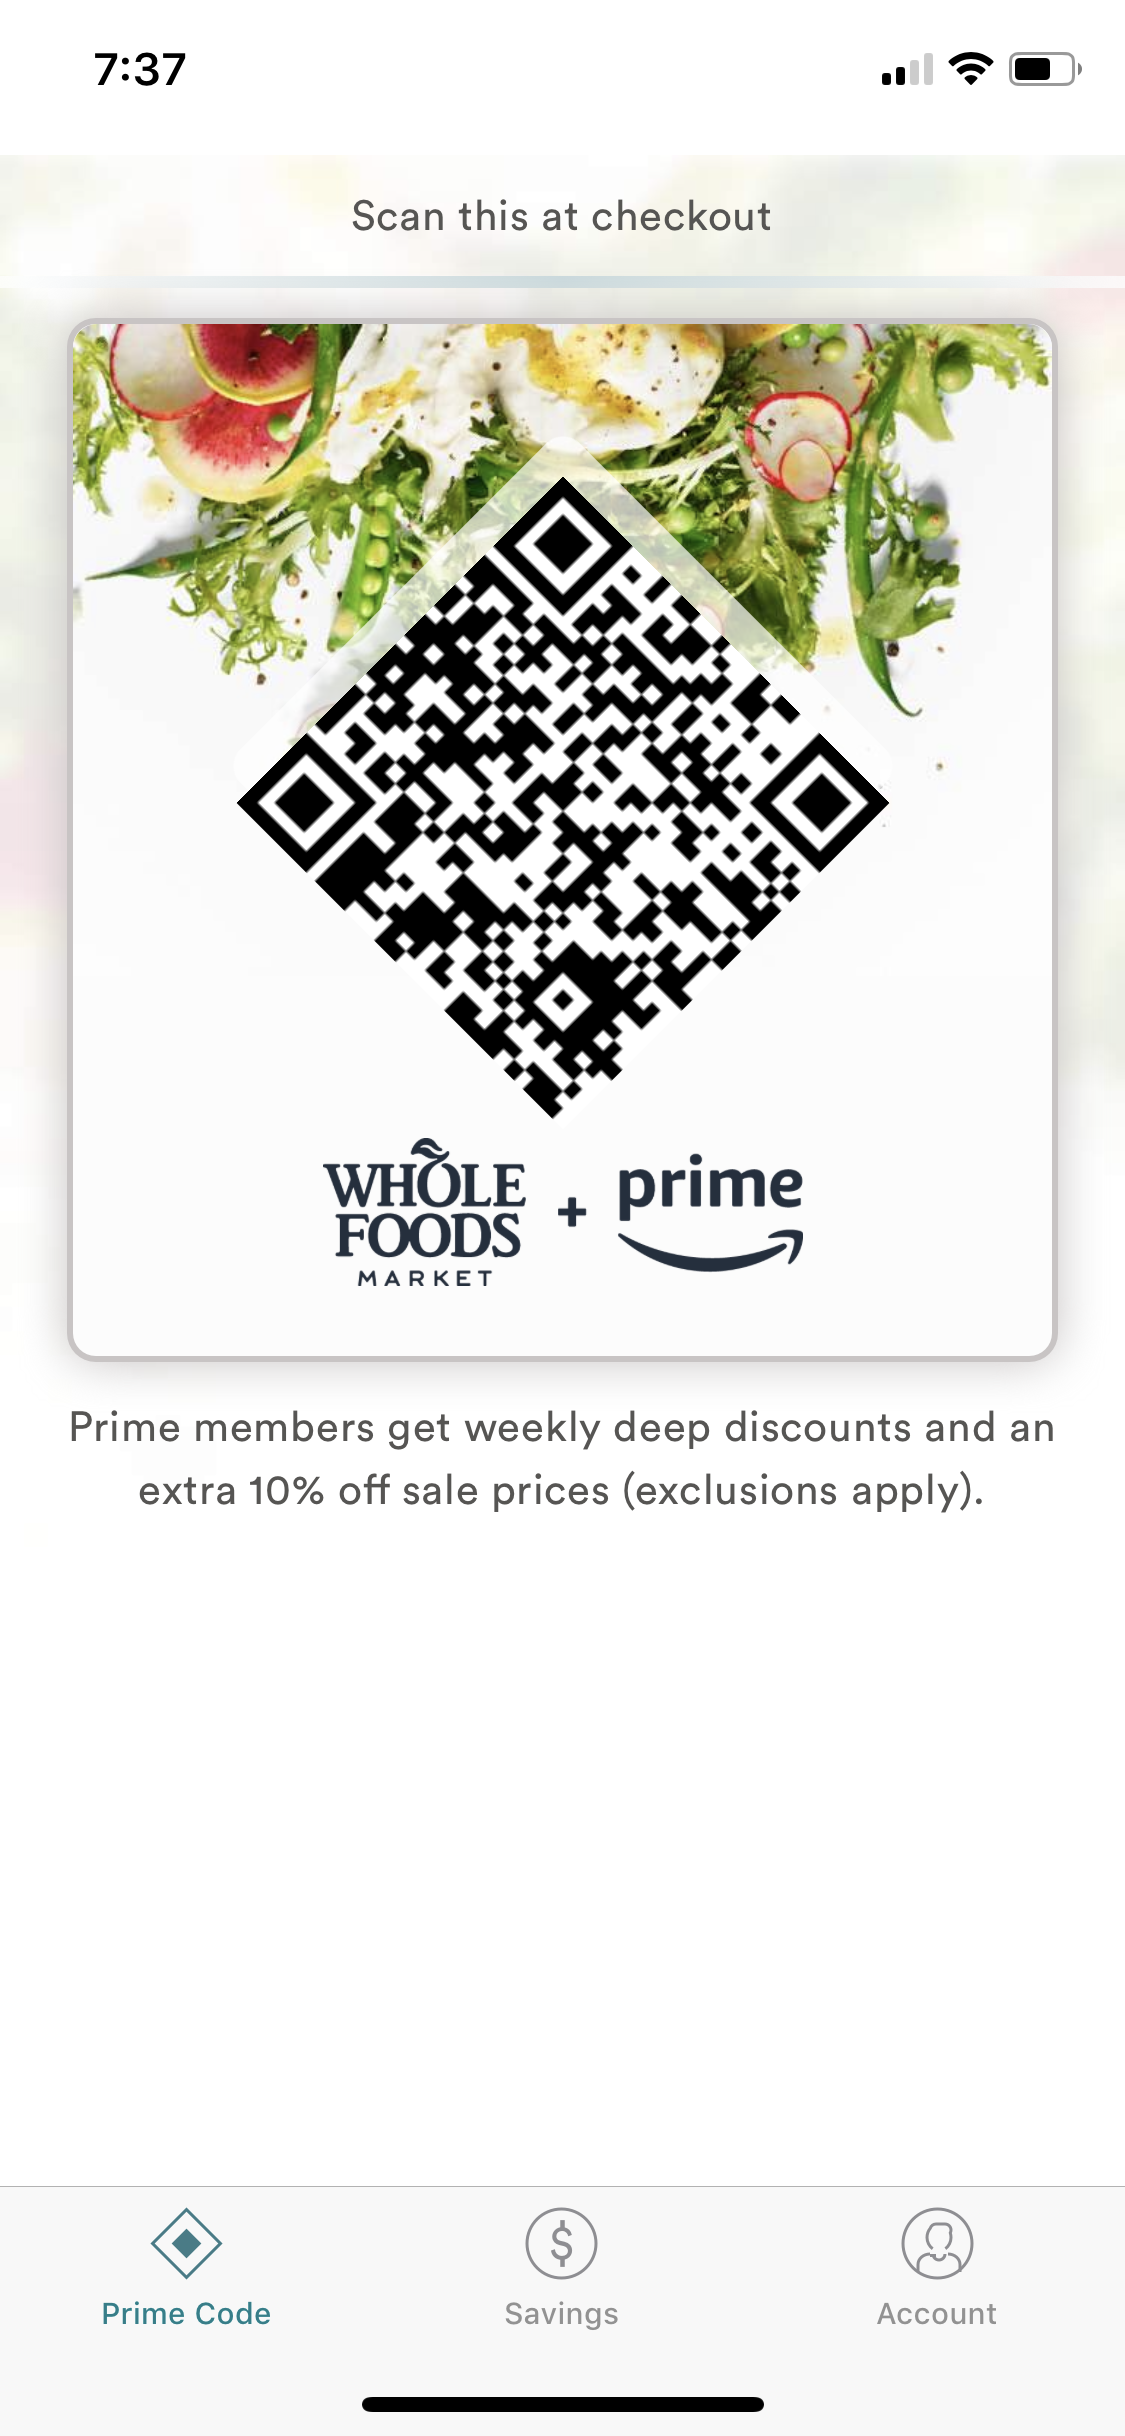 7:37
Scan this at checkout
WHOLE
FOODS
MARKET
+
prime
Prime members get weekly deep discounts and an
extra 10% off sale prices (exclusions apply).
$
Prime Code
Savings
Account